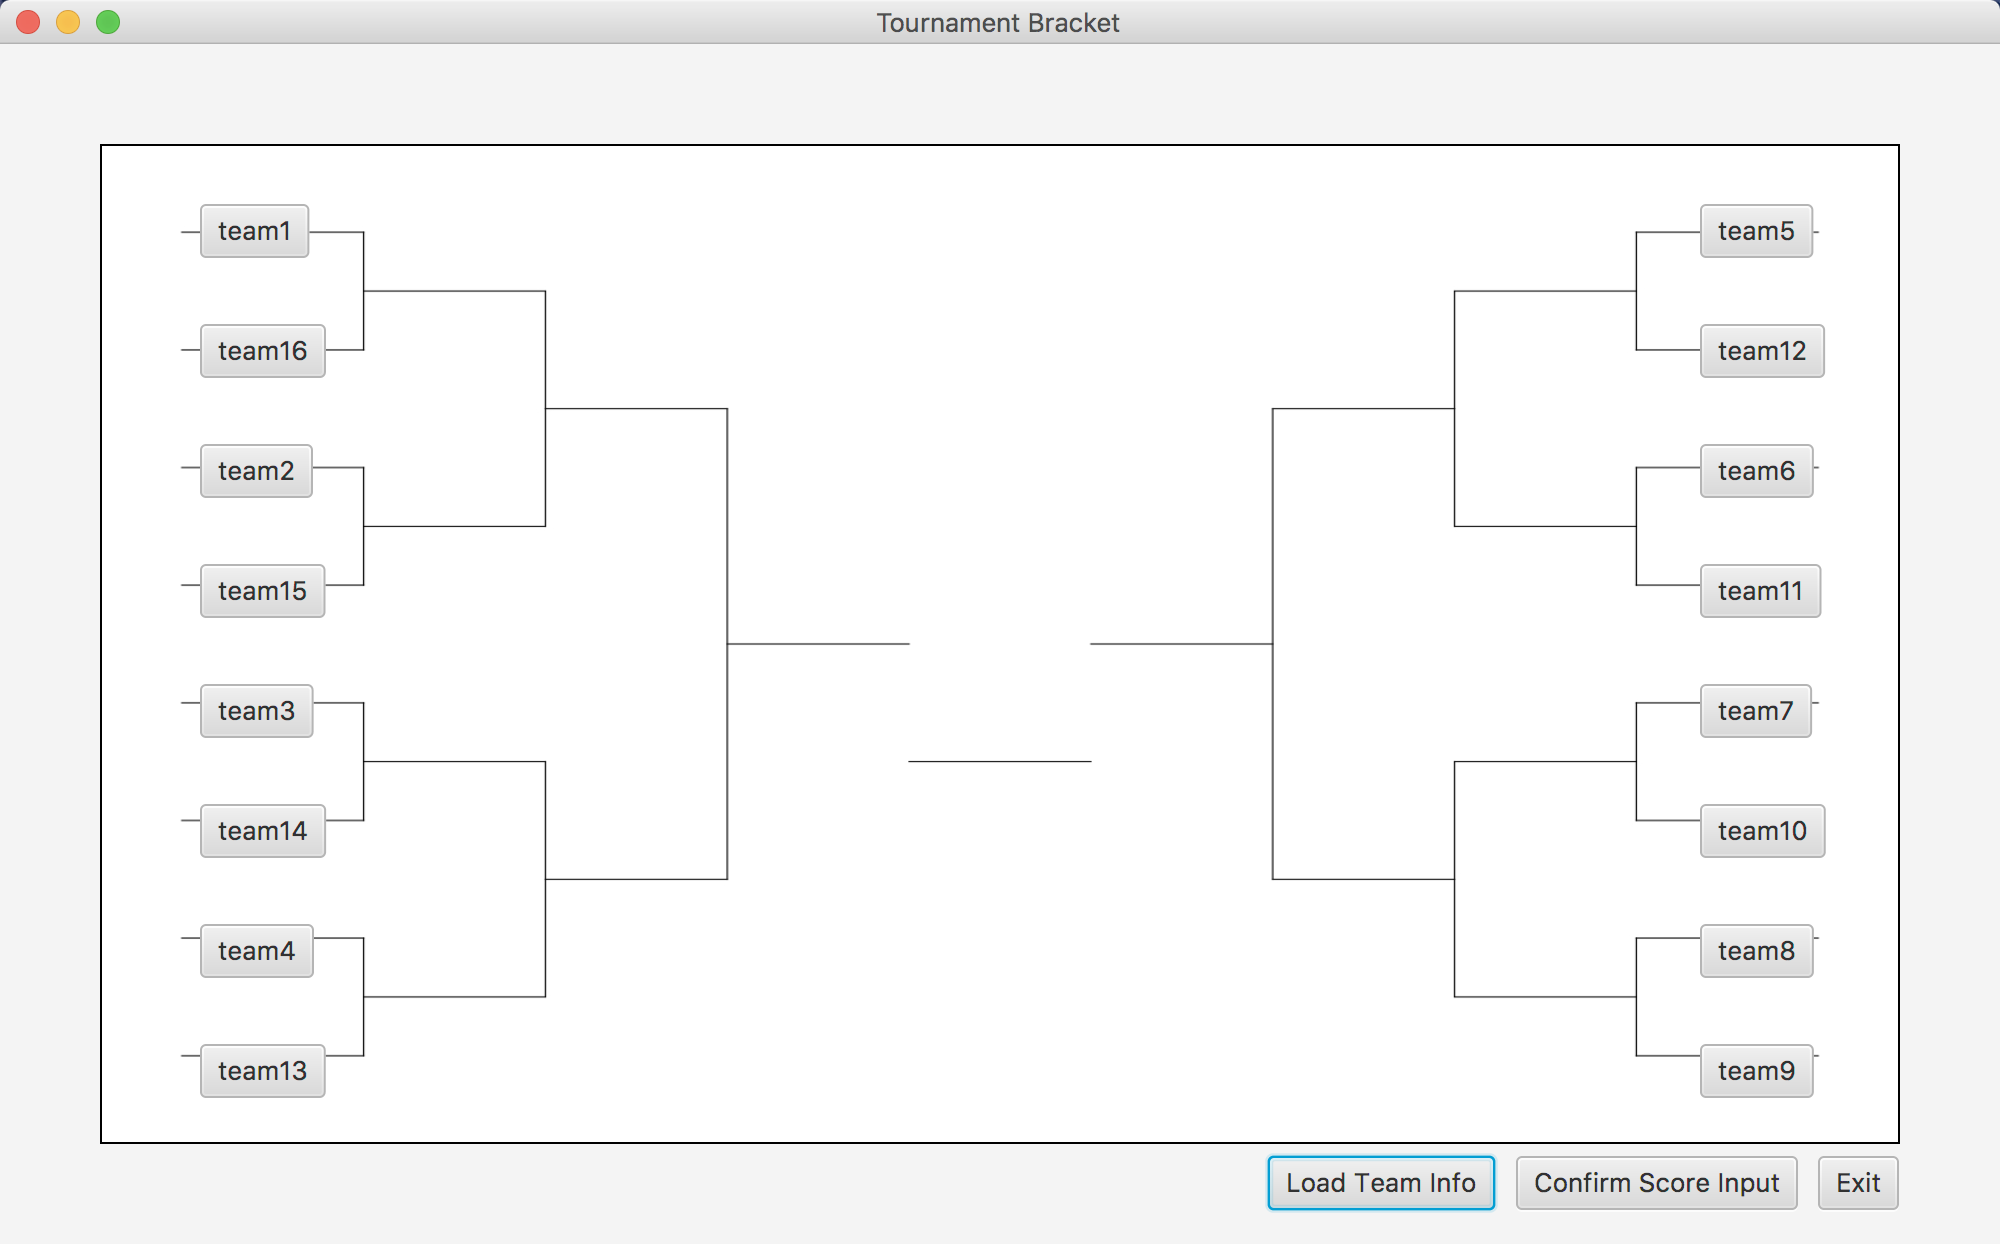 Tournament Bracket
team1
team16
team2
team15
team3
team14
team4
team13
team5
team12
team6
team11
team7
team10
team8
team9
Load Team Info
Confirm Score Input
Exit